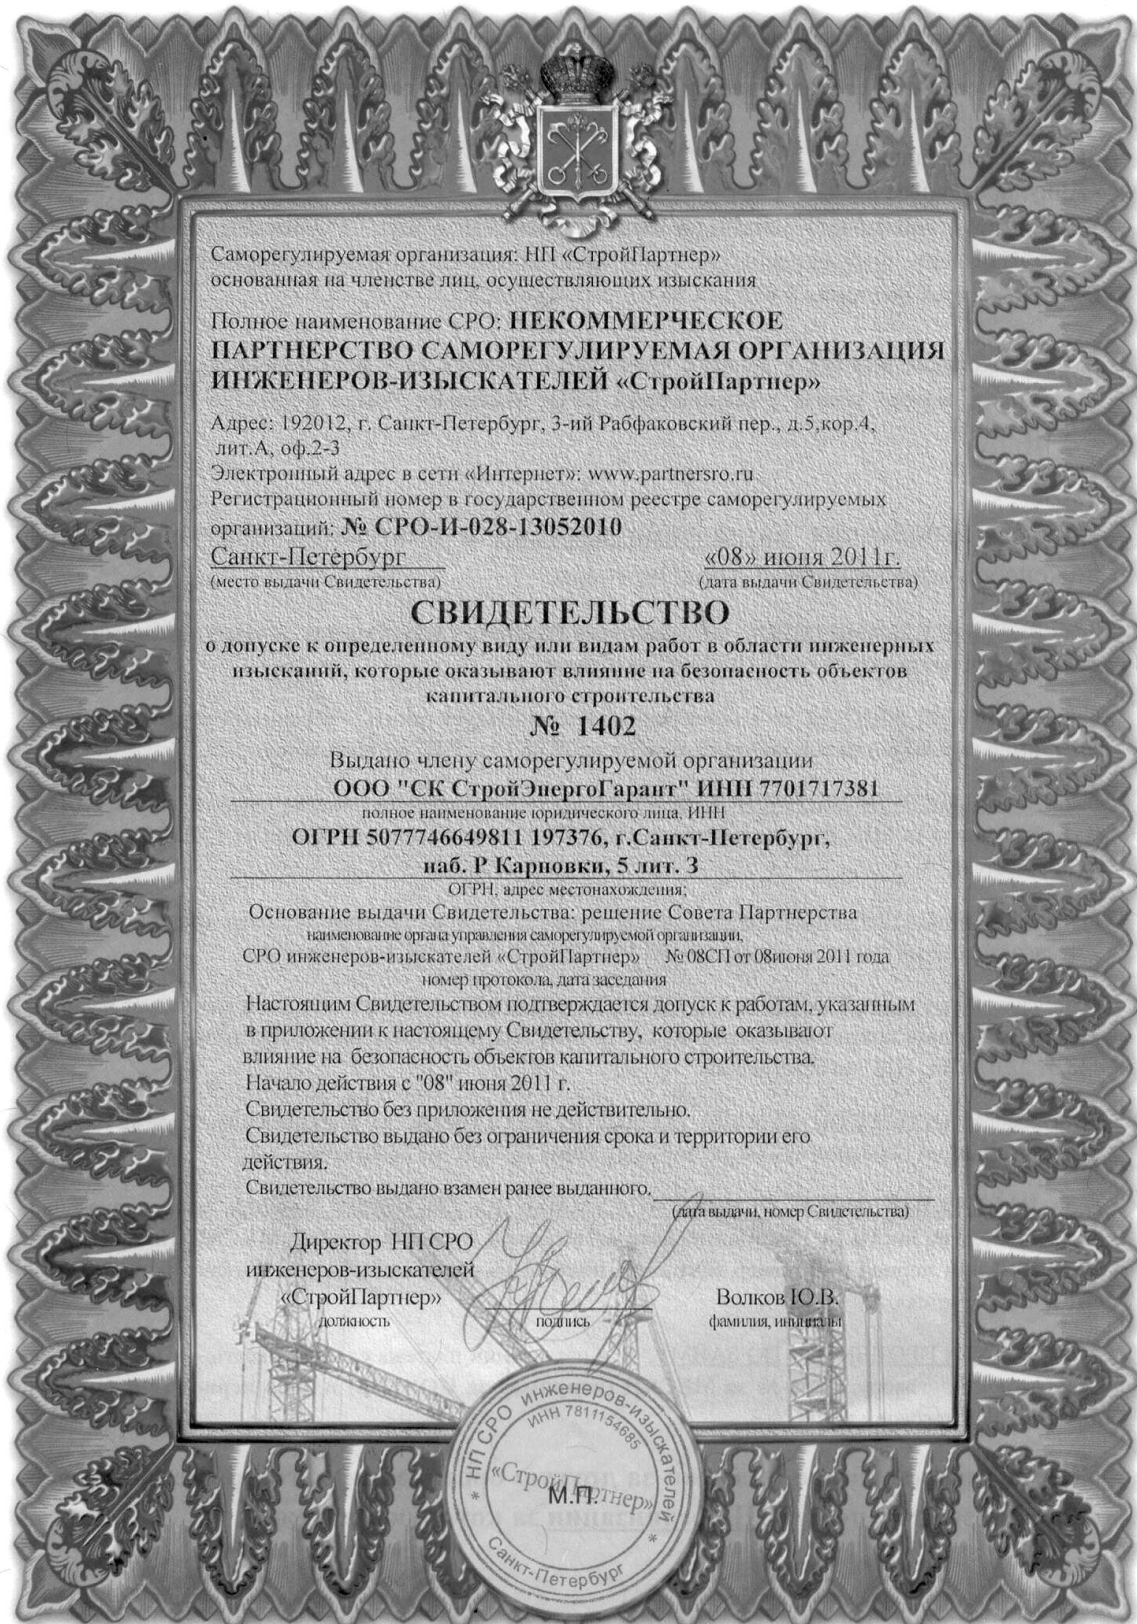 Саморегулируемая организация: НП «СтройПартнер»
основанная на членстве лиц, осуществляющих изыскания
Полное наименование СРО: НЕКОММЕРЧЕСКОЕ
ПАРТНЕРСТВО САМОРЕГУЛИРУЕМАЯ ОРГАНИЗАЦИЯ
ИНЖЕНЕРОВ-ИЗЫСКАТЕЛЕЙ «СтройПартнер»
Адрес: 192012, г. Санкт-Петербург, 3-ий Рабфаковский пер., д.5,кор.4,
лит.А, оф.2-3
Электронный адрес в сети «Интернет»: www.partnersro.ru
Регистрационный номер в государственном реестре саморегулируемых
организаций: № СРО-И-028-13052010
Санкт-Петербург «08» июня 2011г.
(место выдачи Свидетельства) (дата выдачи Свидетельства)
СВИДЕТЕЛЬСТВО
о допуске к определенному виду или видам работ в области инженерных
изысканий, которые оказывают влияние на безопасность объектов
капитального строительства
№ 1402
Выдано члену саморегулируемой организации
ООО "СК СтройЭнергоГарант" ИНН 7701717381
полное наименование юридического лица, ИНН
ОГРН 5077746649811 197376, г.Санкт-Петербург,
наб. Р Карповки, 5 лит. З
ОГРН, адрес местонахождения;
Основание выдачи Свидетельства: решение Совета Партнерства
наименование органа управления саморегулируемой организации,
СРО инженеров-изыскателей «СтройПартнер» № 08СП от 08июня 2011 года
номер протокола, дата заседания
Настоящим Свидетельством подтверждается допуск к работам, указанным
в приложении к настоящему Свидетельству, которые оказывают
влияние на безопасность объектов капитального строительства.
Начало действия с "08" июня 2011 г.
Свидетельство без приложения не действительно.
Свидетельство выдано без ограничения срока и территории его
действия.
Свидетельство выдано взамен ранее выданного.
(дата выдачи, номер Свидетельства)
Директор НП СРО
инженеров-изыскателей
«СтройПартнер» Волков Ю.В.
должность подпись фамилия, инициалы
* НП СРО инженеров-изыскателей *
ИНН 7811154685
«СтройПартнер»
М.П.
Санкт-Петербург